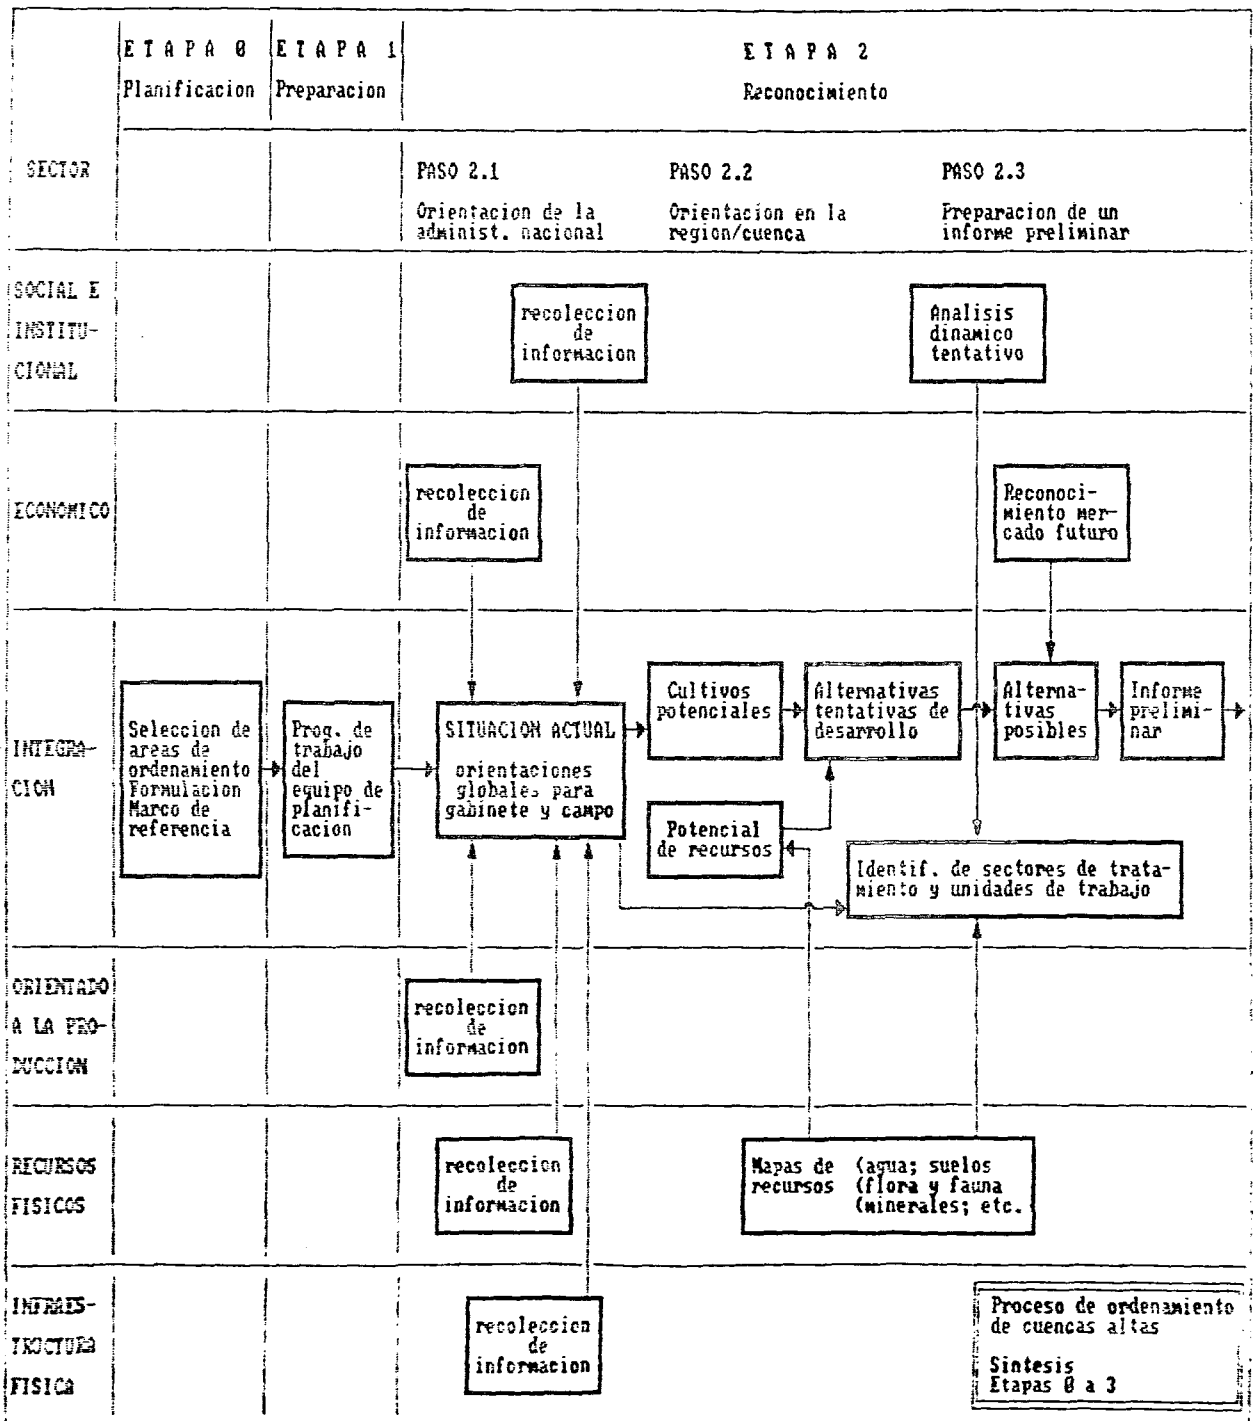 E T A P A 0
Planificacion
E T A P A 1
Preparacion
E T A P A 2
Reconocimiento
SECTOR
PASO 2.1
Orientacion de la
administ. nacional
PASO 2.2
Orientacion en la
region/cuenca
PASO 2.3
Preparacion de un
informe preliminar
SOCIAL E
INSTITU-
CIONAL
recoleccion
de
informacion
Analisis
dinamico
tentativo
ECONOMICO
recoleccion
de
informacion
Reconoci-
miento mer-
cado futuro
INTEGRA-
CION
Seleccion de
areas de
ordenamiento
Formulacion
Marco de
referencia
Prog. de
trabajo
del
equipo de
planifi-
cacion
SITUACION ACTUAL
orientaciones
globales para
gabinete y campo
Cultivos
potenciales
Alternativas
tentativas de
desarrollo
Alterna-
tivas
posibles
Informe
prelimi-
nar
Potencial
de recursos
Identif. de sectores de trata-
miento y unidades de trabajo
ORIENTADO
A LA PRO-
DUCCION
recoleccion
de
informacion
RECURSOS
FISICOS
recoleccion
de
informacion
Mapas de (agua; suelos
recursos (flora y fauna
(minerales; etc.
INFRAES-
TRUCTURA
FISICA
recoleccion
de
informacion
Proceso de ordenamiento
de cuencas altas
Sintesis
Etapas 0 a 3